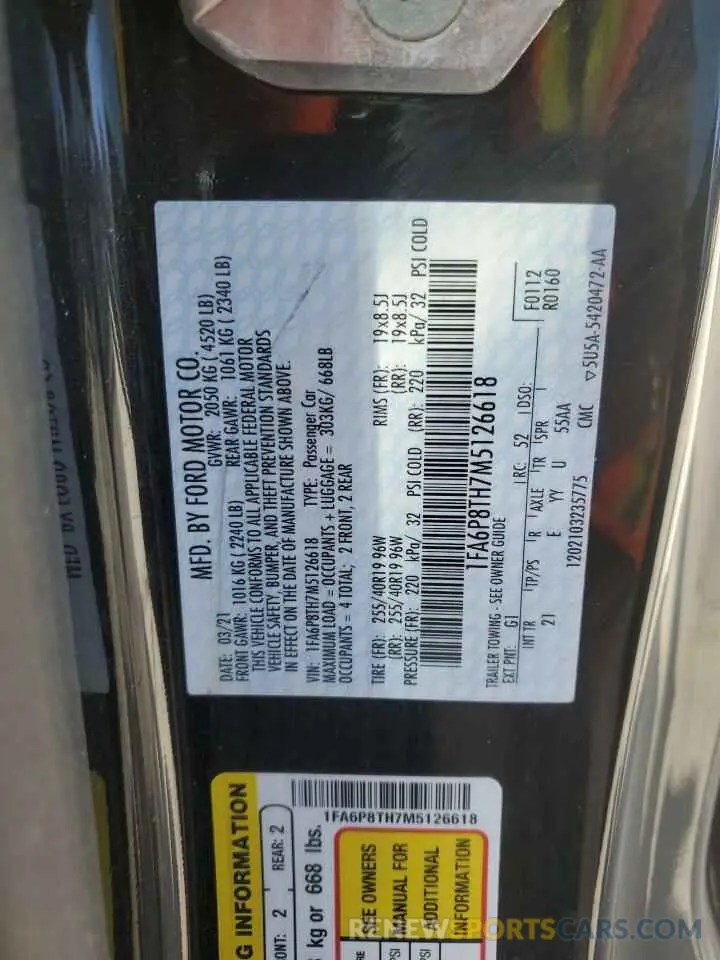 MFD. BY FORD MOTOR CO.
DATE: 03/21 GVWR: 2050 KG ( 4520 LB)
FRONT GAWR: 1016 KG ( 2240 LB) REAR GAWR: 1061 KG ( 2340 LB)
THIS VEHICLE CONFORMS TO ALL APPLICABLE FEDERAL MOTOR
VEHICLE SAFETY, BUMPER, AND THEFT PREVENTION STANDARDS
IN EFFECT ON THE DATE OF MANUFACTURE SHOWN ABOVE.
VIN: 1FA6P8TH7M5126618 TYPE: Passenger Car
MAXIMUM LOAD = OCCUPANTS + LUGGAGE = 303KG/ 668LB
OCCUPANTS = 4 TOTAL; 2 FRONT, 2 REAR
TIRE (FR): 255/40R19 96W RIMS (FR): 19x8.5J
(RR): 255/40R19 96W (RR): 19x8.5J
PRESSURE (FR): 220 kPa/ 32 PSI COLD (RR): 220 kPa/ 32 PSI COLD
1FA6P8TH7M5126618
TRAILER TOWING - SEE OWNER GUIDE
EXT PNT: G1 RC: 52 DSO: F0112
INT TR TP/PS R AXLE TR SPR R0160
21 E YY U 55AA
1202103235775 CMC ▽5U5A-5420472-AA
G INFORMATION
ONT: 2 REAR: 2
kg or 668 lbs.
1FA6P8TH7M5126618
SEE OWNERS
MANUAL FOR
ADDITIONAL
INFORMATION
PSI
PSI
RENEWSPORTSCARS.COM